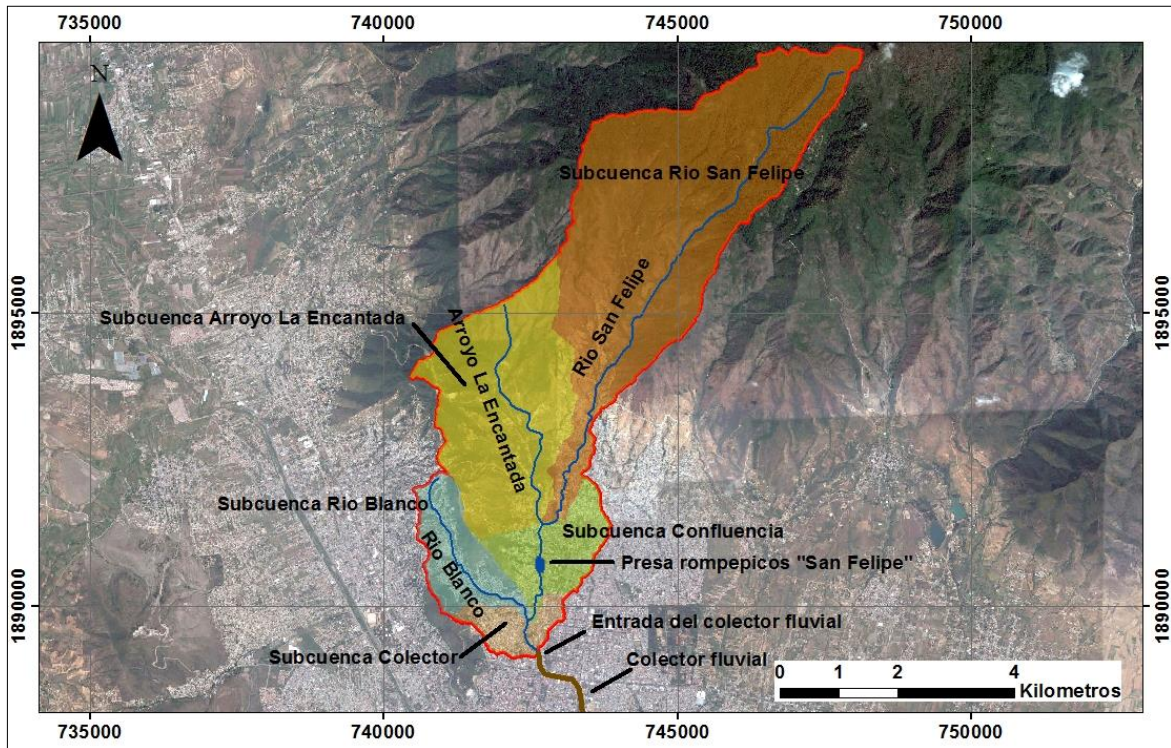 735000 740000 745000 750000
N
Subcuenca Rio San Felipe
Rio San Felipe
1895000 1895000
Subcuenca Arroyo La Encantada
Arroyo La Encantada
Subcuenca Rio Blanco
Rio Blanco
Subcuenca Confluencia
Presa rompepicos "San Felipe"
1890000 1890000
Entrada del colector fluvial
Subcuenca Colector
Colector fluvial
0 1 2 4
Kilometros
735000 740000 745000 750000